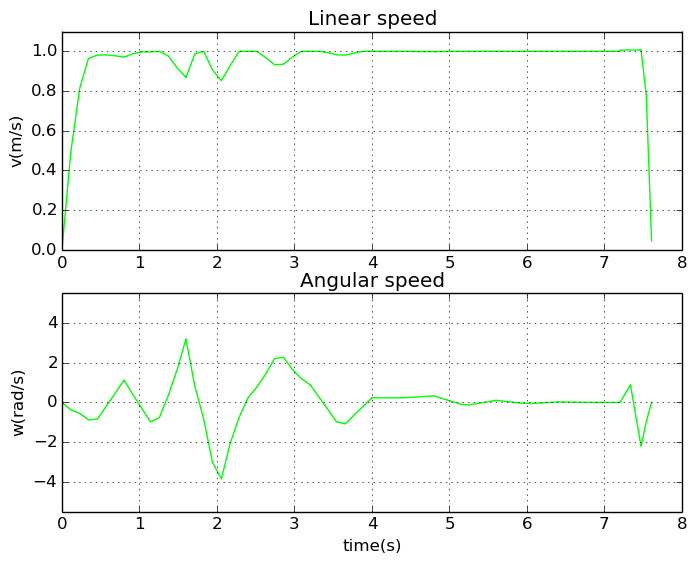 Linear speed
1.0
0.8
0.6
0.4
0.2
0.0
v(m/s)
0 1 2 3 4 5 6 7 8
Angular speed
4
2
0
−2
−4
w(rad/s)
0 1 2 3 4 5 6 7 8
time(s)